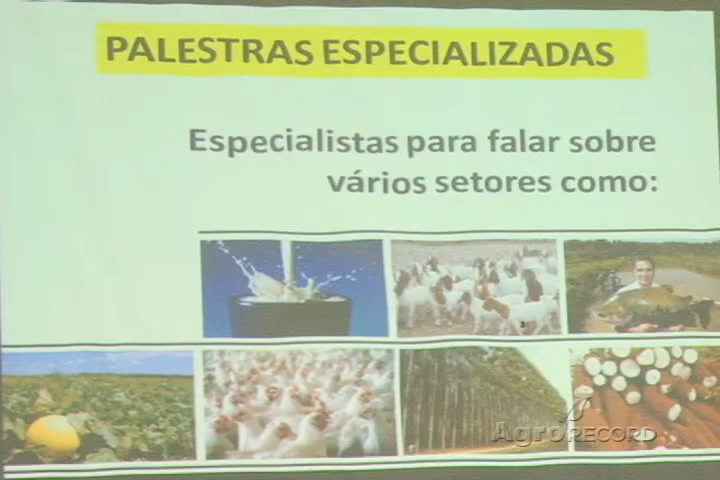 PALESTRAS ESPECIALIZADAS
Especialistas para falar sobre
vários setores como:
AgroRECORD